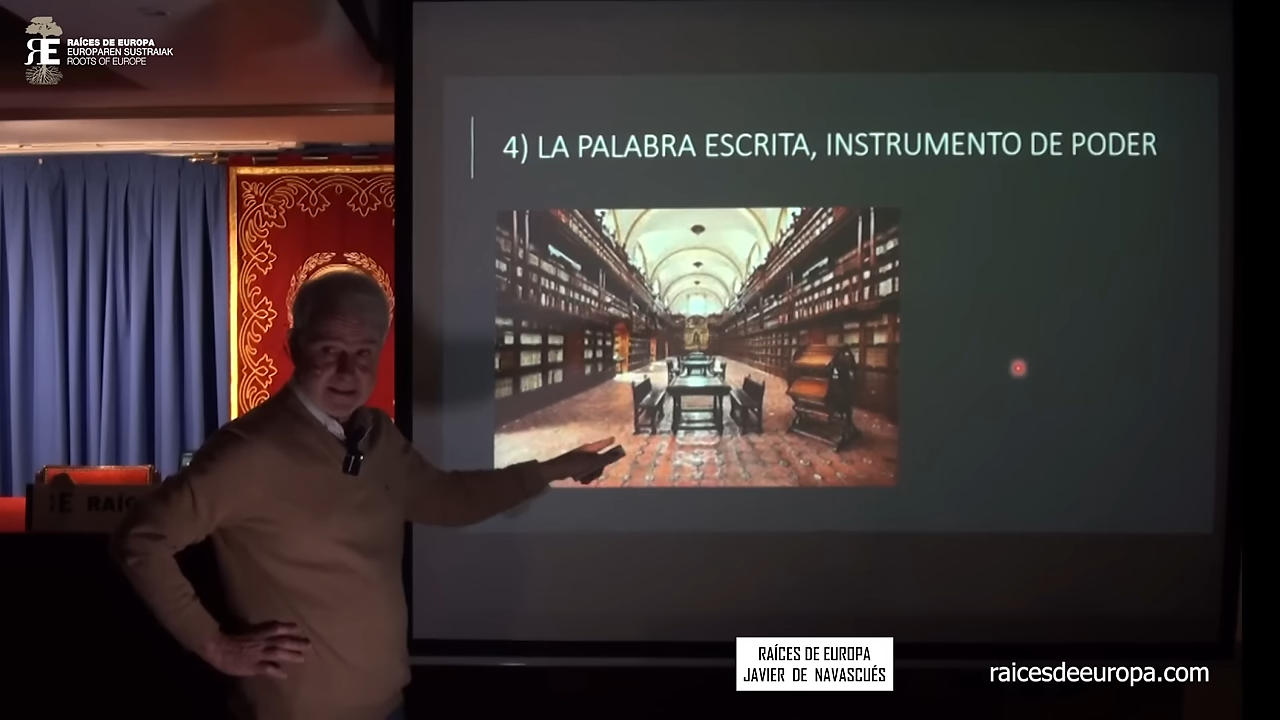 RAÍCES DE EUROPA
EUROPAREN SUSTRAIAK
ROOTS OF EUROPE
4) LA PALABRA ESCRITA, INSTRUMENTO DE PODER
RAÍC
RAÍCES DE EUROPA
JAVIER DE NAVASCUÉS
raicesdeeuropa.com